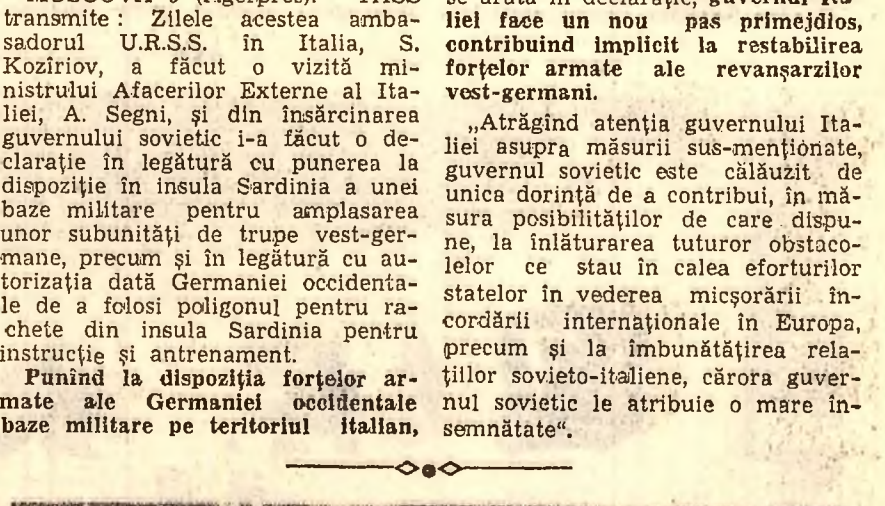 transmite : Zilele acestea amba-
sadorul U.R.S.S. în Italia, S.
Kozîriov, a făcut o vizită mi-
nistrului Afacerilor Externe al Ita-
liei, A. Segni, și din însărcinarea
guvernului sovietic i-a făcut o de-
clarație în legătură cu punerea la
dispoziție în insula Sardinia a unei
baze militare pentru amplasarea
unor subunități de trupe vest-ger-
mane, precum și în legătură cu au-
torizația dată Germaniei occidenta-
le de a folosi poligonul pentru ra-
chete din insula Sardinia pentru
instrucție și antrenament.
Punînd la dispoziția forțelor ar-
mate ale Germaniei occidentale
baze militare pe teritoriul italian,
liei face un nou pas primejdios,
contribuind implicit la restabilirea
forțelor armate ale revanșarzilor
vest-germani.
„Atrăgînd atenția guvernului Ita-
liei asupra măsurii sus-menționate,
guvernul sovietic este călăuzit de
unica dorință de a contribui, în mă-
sura posibilităților de care dispu-
ne, la înlăturarea tuturor obstaco-
lelor ce stau în calea eforturilor
statelor în vederea micșorării în-
cordării internaționale în Europa,
precum și la îmbunătățirea rela-
țiilor sovieto-italiene, cărora guver-
nul sovietic le atribuie o mare în-
semnătate“.